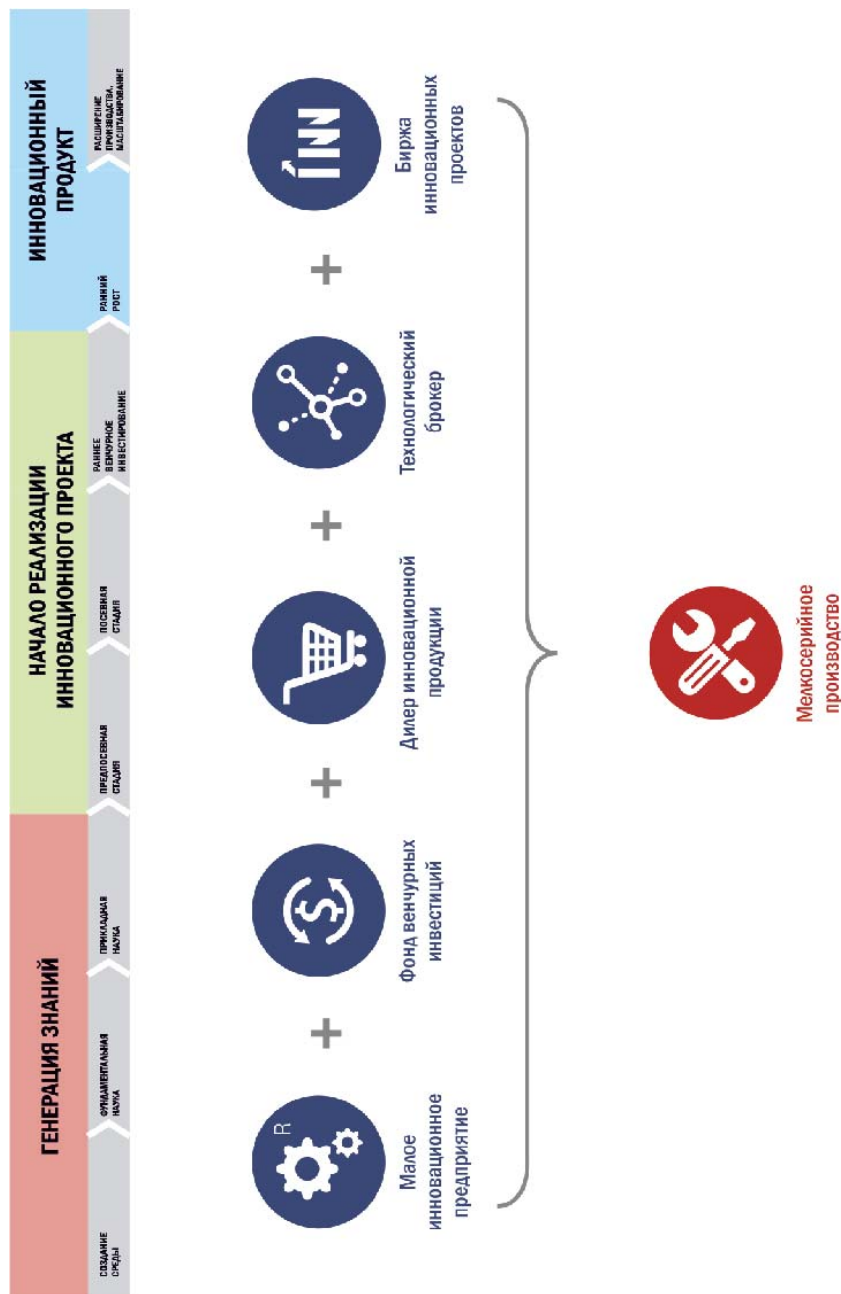 ГЕНЕРАЦИЯ ЗНАНИЙ
НАЧАЛО РЕАЛИЗАЦИИ
ИННОВАЦИОННОГО ПРОЕКТА
ИННОВАЦИОННЫЙ
ПРОДУКТ
СОЗДАНИЕ
СРЕДЫ
ФУНДАМЕНТАЛЬНАЯ
НАУКА
ПРИКЛАДНАЯ
НАУКА
ПРЕДПОСЕВНАЯ
СТАДИЯ
ПОСЕВНАЯ
СТАДИЯ
РАННЕЕ
ВЕНЧУРНОЕ
ИНВЕСТИРОВАНИЕ
РАННИЙ
РОСТ
РАСШИРЕНИЕ
ПРОИЗВОДСТВА,
МАСШТАБИРОВАНИЕ
R
$
INN
+
+
+
+
Малое
инновационное
предприятие
Фонд венчурных
инвестиций
Дилер инновационной
продукции
Технологический
брокер
Биржа
инновационных
проектов
Мелкосерийное
производство